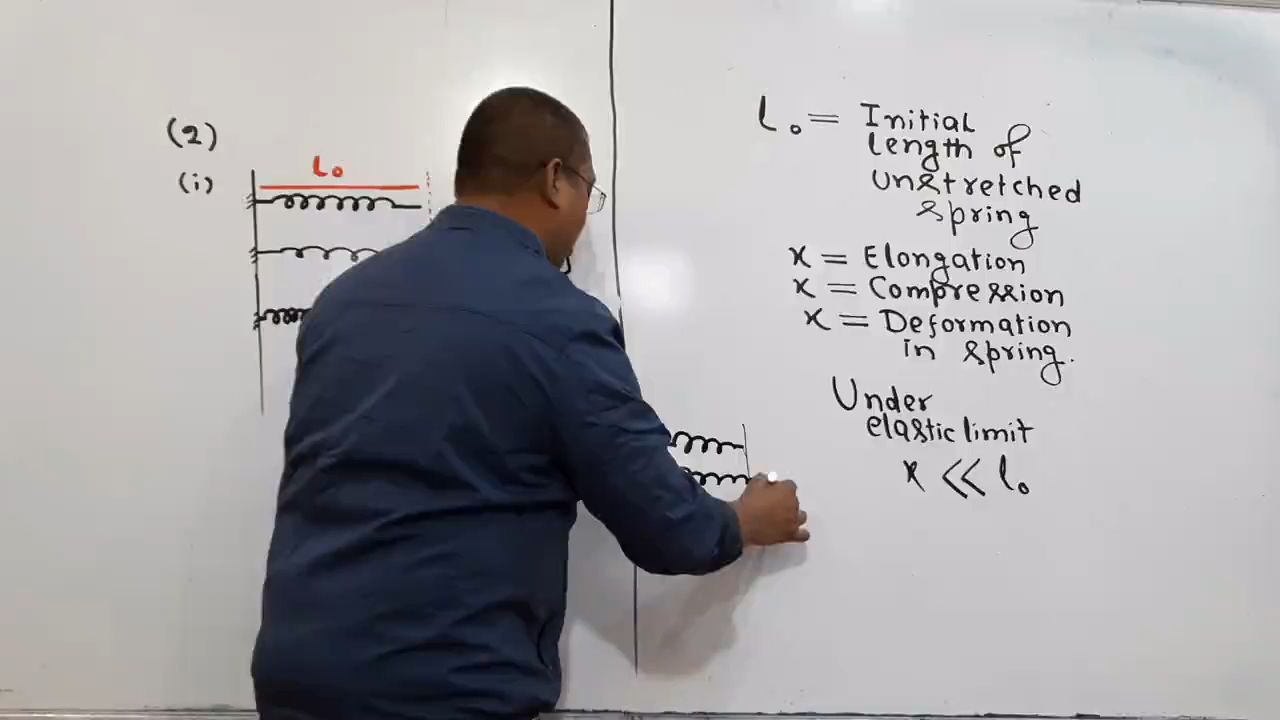 (2)
(i)
l₀
l₀ = Initial
length of
unstretched
spring
x = Elongation
x = Compression
x = Deformation
in spring.
Under
elastic limit
x << l₀